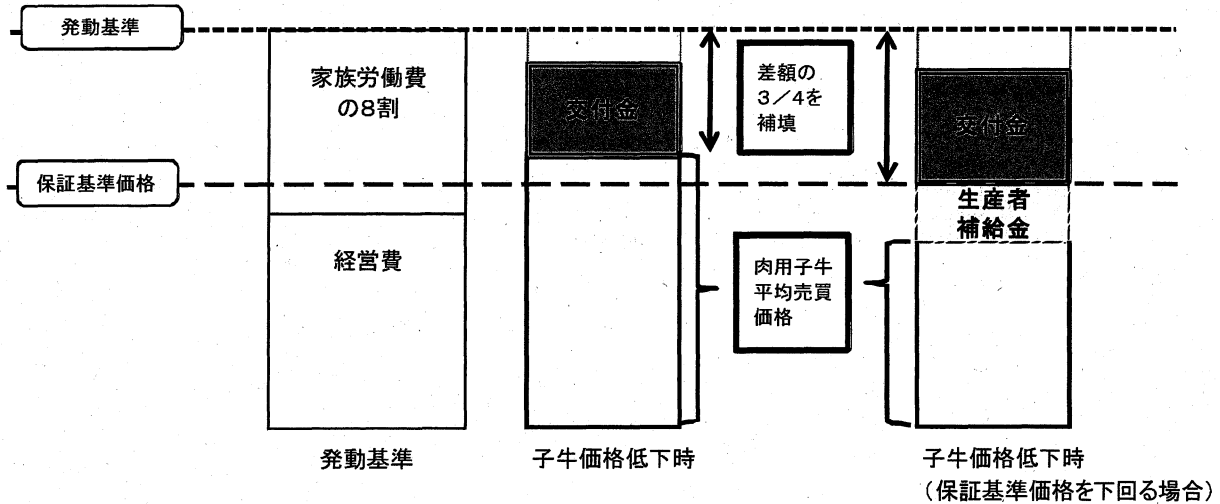 発動基準
家族労働費
の8割
交付金
差額の
3/4を
補填
交付金
保証基準価格
生産者
補給金
経営費
肉用子牛
平均売買
価格
発動基準
子牛価格低下時
子牛価格低下時
(保証基準価格を下回る場合)